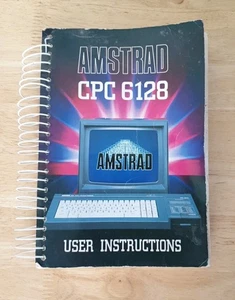 AMSTRAD
CPC 6128
AMSTRAD
USER INSTRUCTIONS